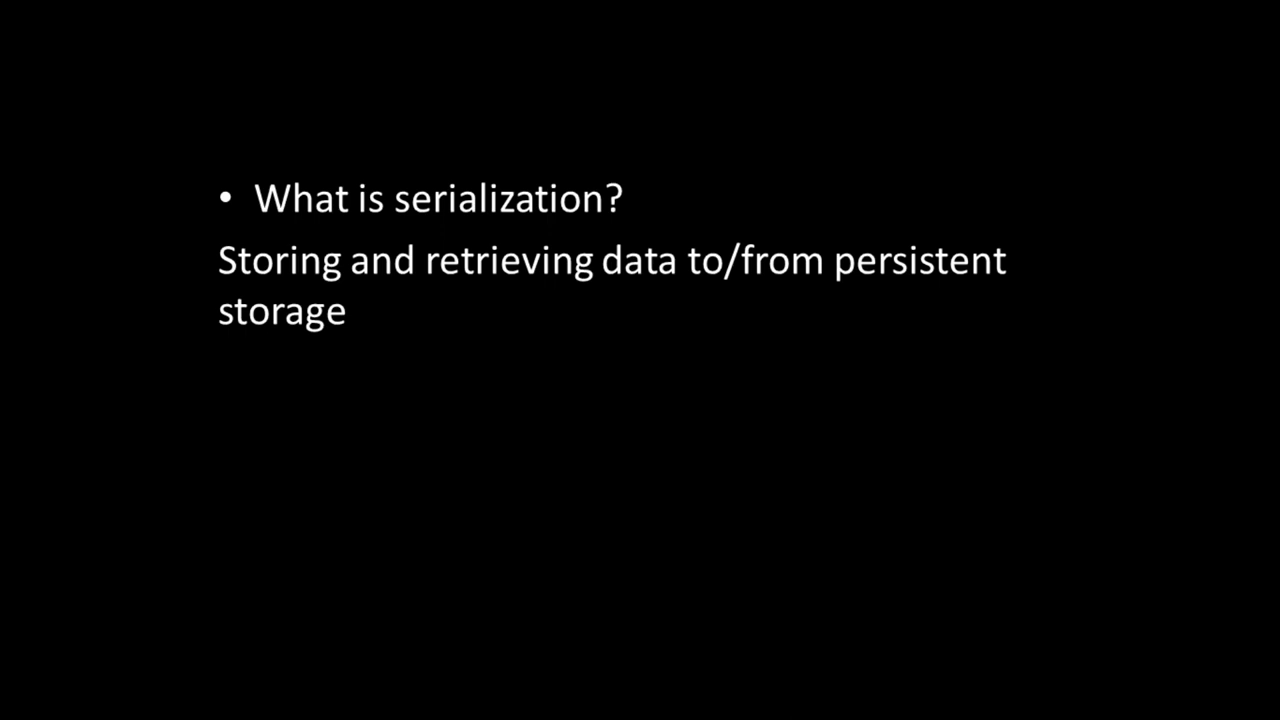 • What is serialization?
Storing and retrieving data to/from persistent
storage